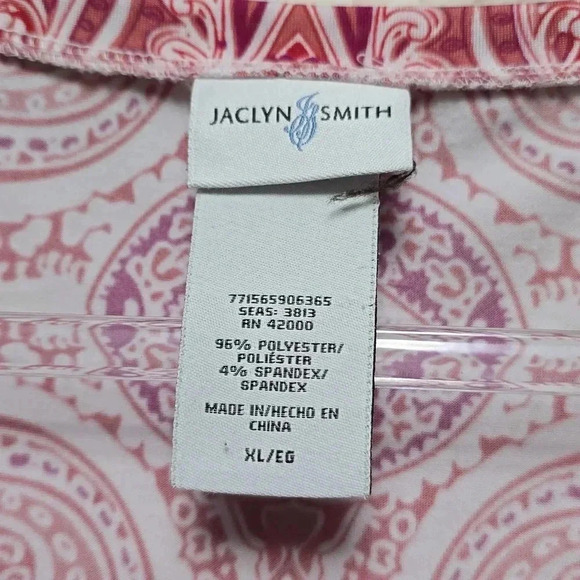 JACLYN JS SMITH
771565906365
SEAS: 3813
RN 42000
96% POLYESTER/
POLIÉSTER
4% SPANDEX/
SPANDEX
MADE IN/HECHO EN
CHINA
XL/EG